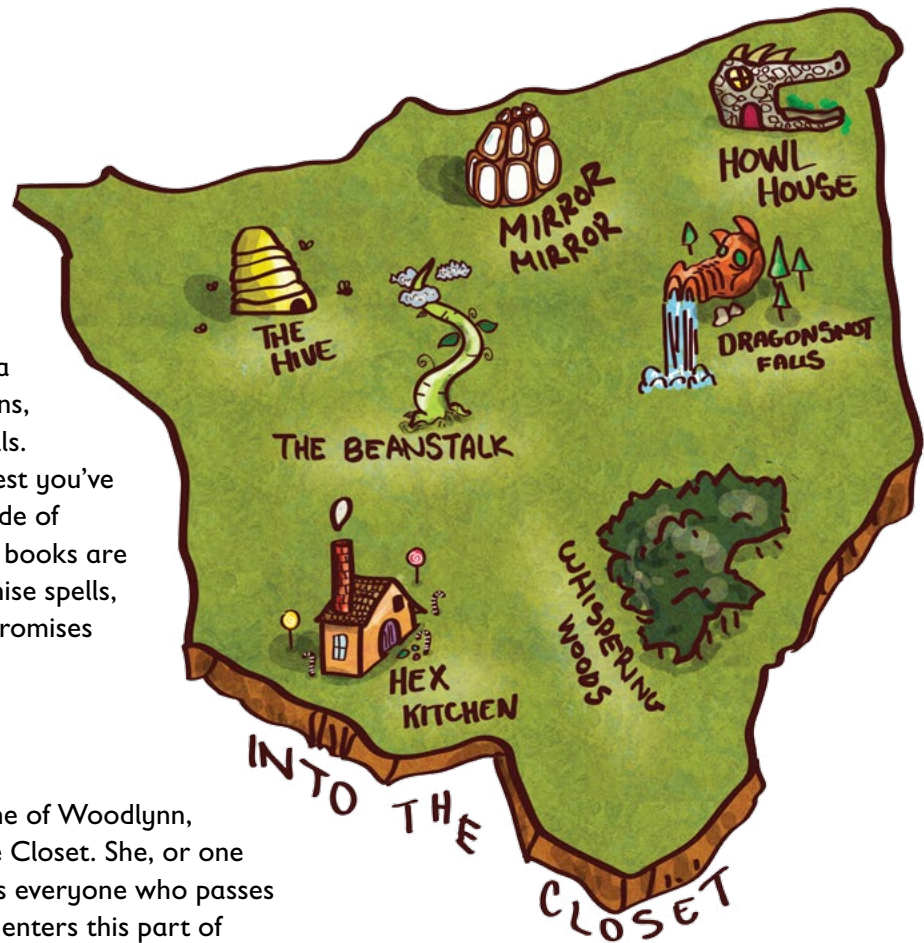 HOWL
HOUSE
MIRROR
MIRROR
THE
HIVE
DRAGONSNOT
FALLS
THE BEANSTALK
WHISPERING
WOODS
HEX
KITCHEN
INTO THE
CLOSET
a
ns,
ls.
est you've
de of
books are
nise spells,
romises
ne of Woodlynn,
e Closet. She, or one
s everyone who passes
enters this part of